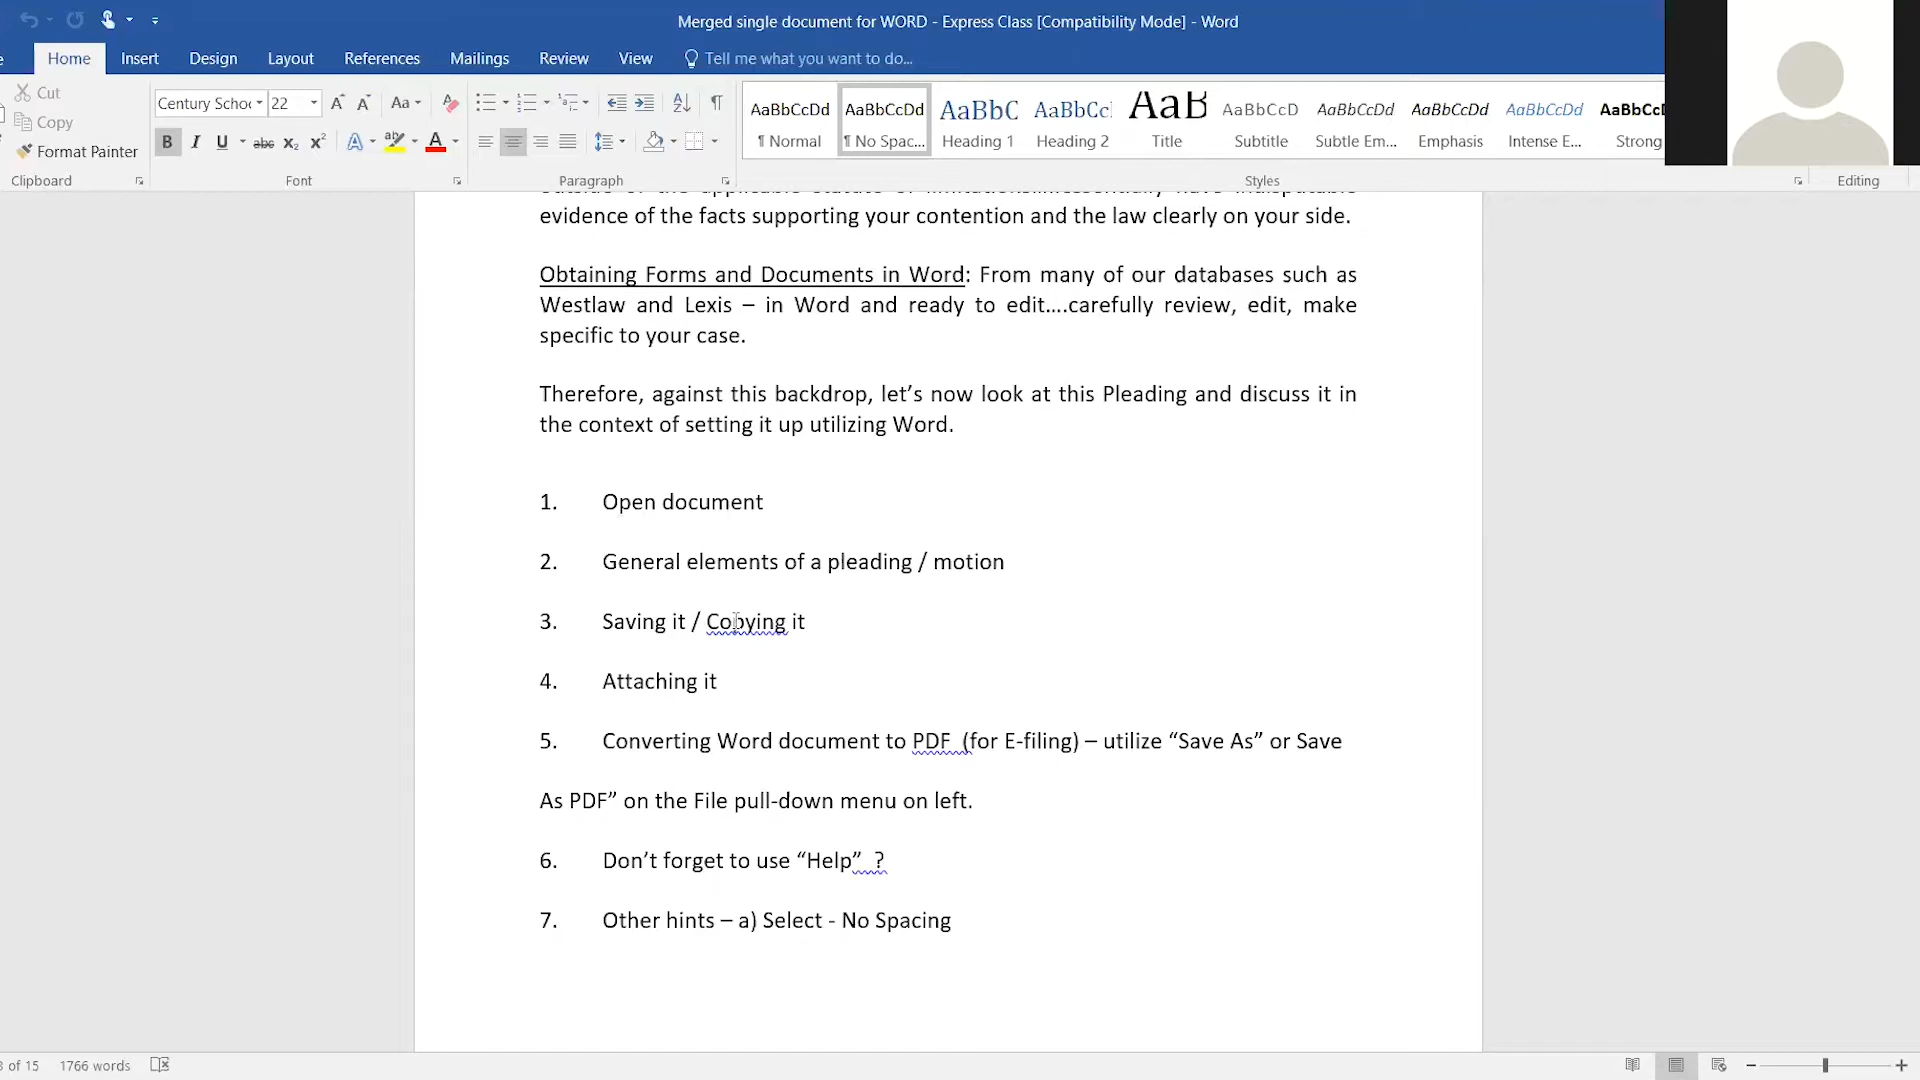 Merged single document for WORD - Express Class [Compatibility Mode] - Word
Home Insert Design Layout References Mailings Review View Tell me what you want to do...
Cut
Copy
Format Painter
Clipboard
Century Schoc 22
Aa
B I U abc X₂ X² A aby A
Font
Paragraph
AaBbCcDd AaBbCcDd AaBbC AaBbCc AaB AaBbCcD AaBbCcDd AaBbCcDd AaBbCcDd AaBbCcD
¶ Normal ¶ No Spac... Heading 1 Heading 2 Title Subtitle Subtle Em... Emphasis Intense E... Strong
Styles
Editing
evidence of the facts supporting your contention and the law clearly on your side.
Obtaining Forms and Documents in Word: From many of our databases such as
Westlaw and Lexis – in Word and ready to edit….carefully review, edit, make
specific to your case.
Therefore, against this backdrop, let’s now look at this Pleading and discuss it in
the context of setting it up utilizing Word.
1. Open document
2. General elements of a pleading / motion
3. Saving it / Copying it
4. Attaching it
5. Converting Word document to PDF (for E-filing) – utilize “Save As” or Save
As PDF” on the File pull-down menu on left.
6. Don’t forget to use “Help” ?
7. Other hints – a) Select - No Spacing
of 15 1766 words